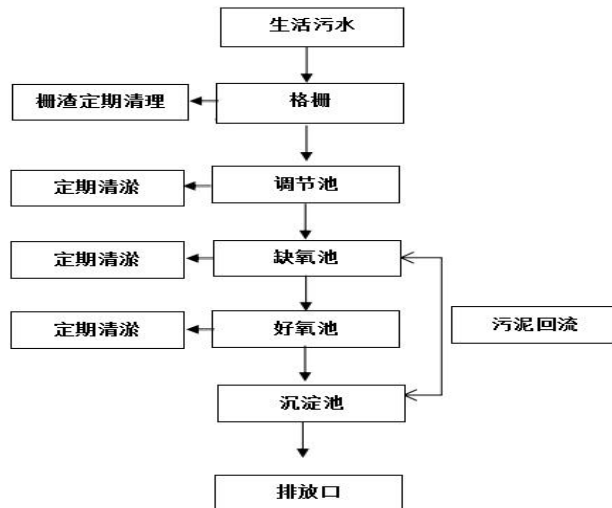 生活污水
栅渣定期清理
格栅
定期清淤
调节池
定期清淤
缺氧池
定期清淤
好氧池
污泥回流
沉淀池
排放口